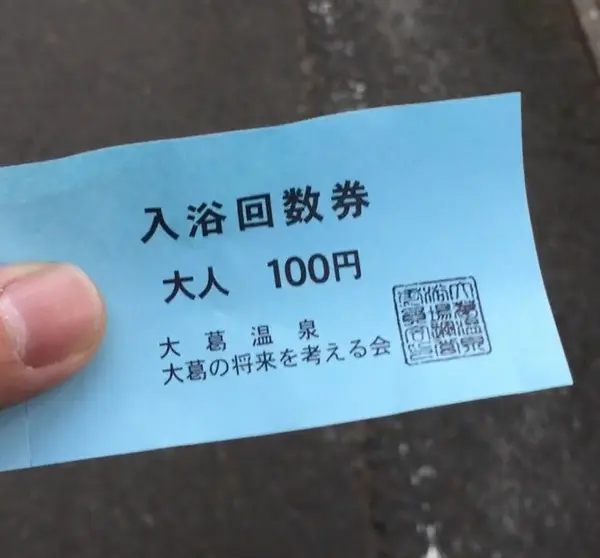 入浴回数券
大人 100円
大葛温泉
大葛の将来を考える会